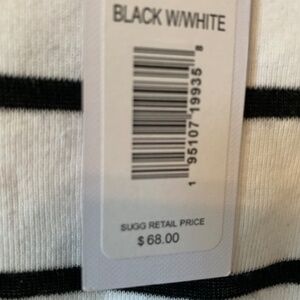 BLACK W/WHITE
1 95107 19935 8
SUGG RETAIL PRICE
$ 68.00